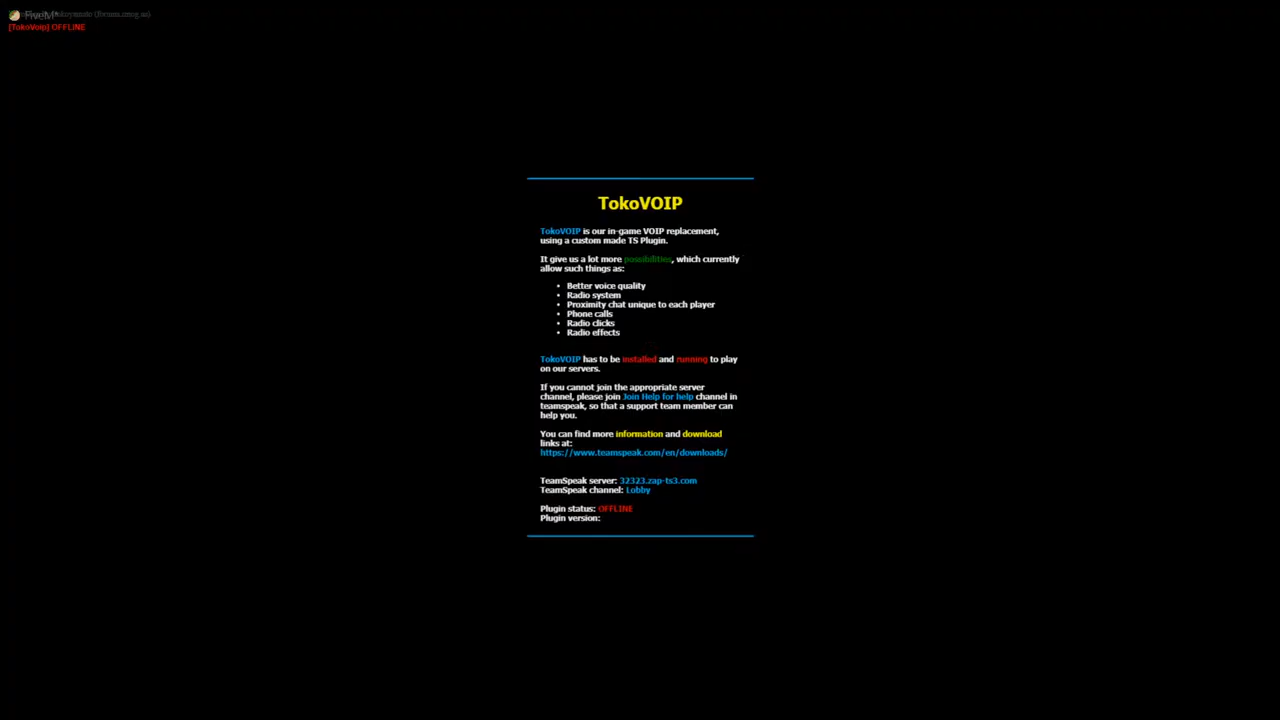 FiveM
(forums.rmog.us)
[TokoVoip] OFFLINE
TokoVOIP
TokoVOIP is our in-game VOIP replacement,
using a custom made TS Plugin.
It give us a lot more possibilities, which currently
allow such things as:
• Better voice quality
• Radio system
• Proximity chat unique to each player
• Phone calls
• Radio clicks
• Radio effects
TokoVOIP has to be installed and running to play
on our servers.
If you cannot join the appropriate server
channel, please join Join Help for help channel in
teamspeak, so that a support team member can
help you.
You can find more information and download
links at:
https://www.teamspeak.com/en/downloads/
TeamSpeak server: 32323.zap-ts3.com
TeamSpeak channel: Lobby
Plugin status: OFFLINE
Plugin version: